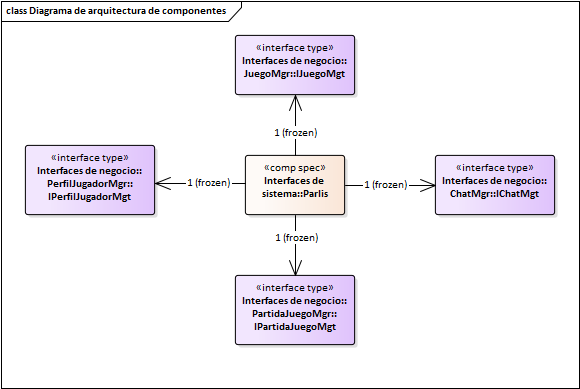 class Diagrama de arquitectura de componentes
«interface type»
Interfaces de negocio::
JuegoMgr::IJuegoMgt
1 (frozen)
«interface type»
Interfaces de negocio::
PerfilJugadorMgr::
IPerfilJugadorMgt
1 (frozen)
«comp spec»
Interfaces de
sistema::Parlis
1 (frozen)
«interface type»
Interfaces de negocio::
ChatMgr::IChatMgt
1 (frozen)
«interface type»
Interfaces de negocio::
PartidaJuegoMgr::
IPartidaJuegoMgt